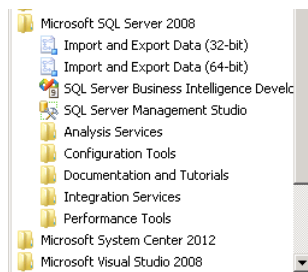 Microsoft SQL Server 2008
Import and Export Data (32-bit)
Import and Export Data (64-bit)
SQL Server Business Intelligence Develc
SQL Server Management Studio
Analysis Services
Configuration Tools
Documentation and Tutorials
Integration Services
Performance Tools
Microsoft System Center 2012
Microsoft Visual Studio 2008